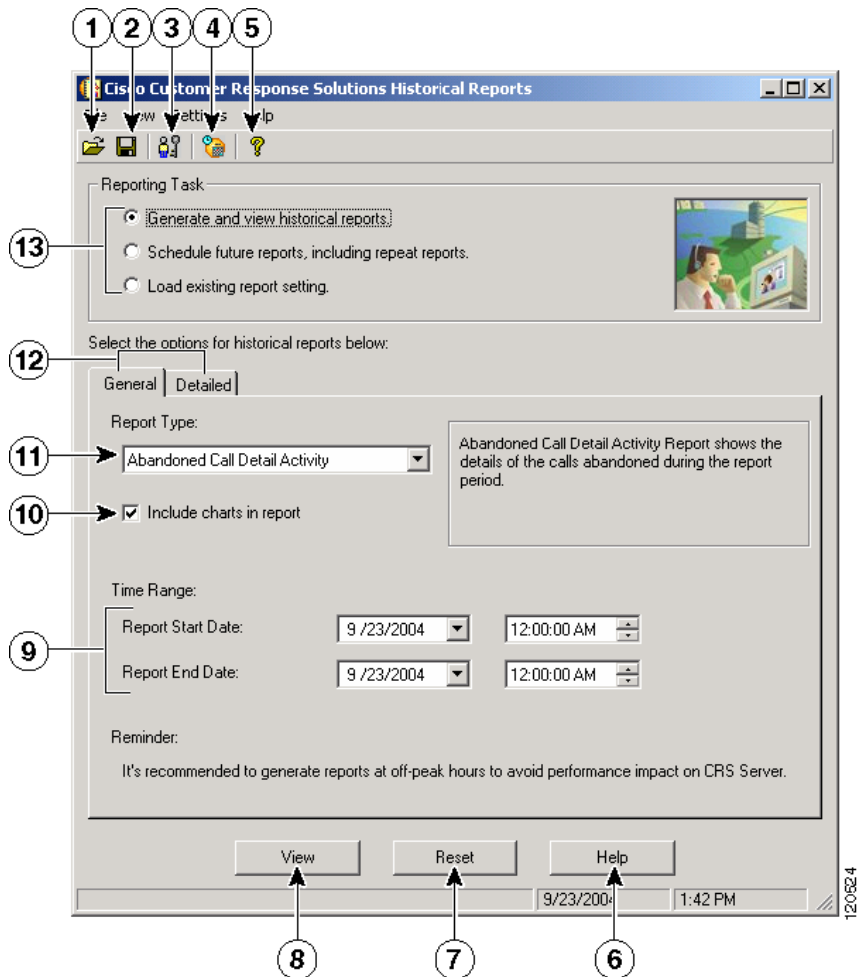 1 2 3 4 5
Cisco Customer Response Solutions Historical Reports
Reporting Task
Generate and view historical reports.
13
Schedule future reports, including repeat reports.
Load existing report setting.
Select the options for historical reports below:
12
General Detailed
Report Type:
11
Abandoned Call Detail Activity
Abandoned Call Detail Activity Report shows the
details of the calls abandoned during the report
period.
10
Include charts in report
Time Range:
Report Start Date: 9 /23/2004 12:00:00 AM
9
Report End Date: 9 /23/2004 12:00:00 AM
Reminder:
It's recommended to generate reports at off-peak hours to avoid performance impact on CRS Server.
View Reset Help
9/23/2004 1:42 PM
120524
8 7 6